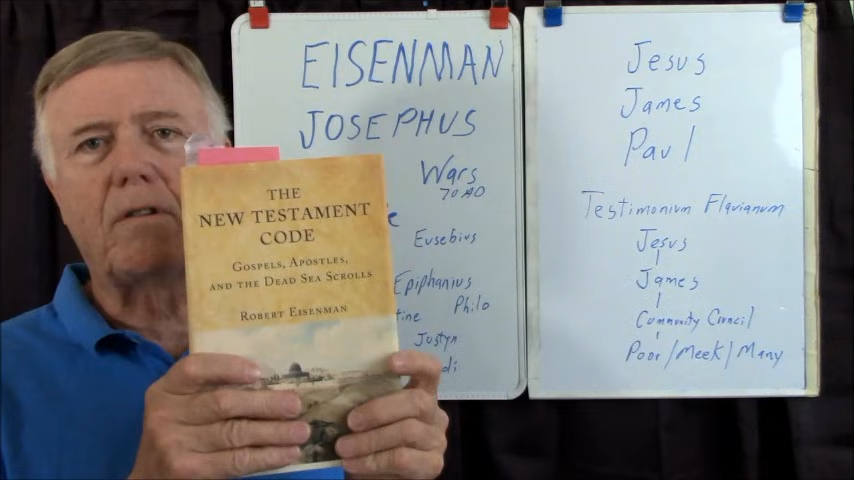 THE
NEW TESTAMENT
CODE
GOSPELS, APOSTLES,
AND THE DEAD SEA SCROLLS
ROBERT EISENMAN
EISENMAN
JOSEPHUS
Wars
70 AD
Eusebius
Epiphanius
Philo
Justyn
Jesus
James
Paul
Testimonium Flavianum
Jesus
James
Community Council
Poor/Meek/Many